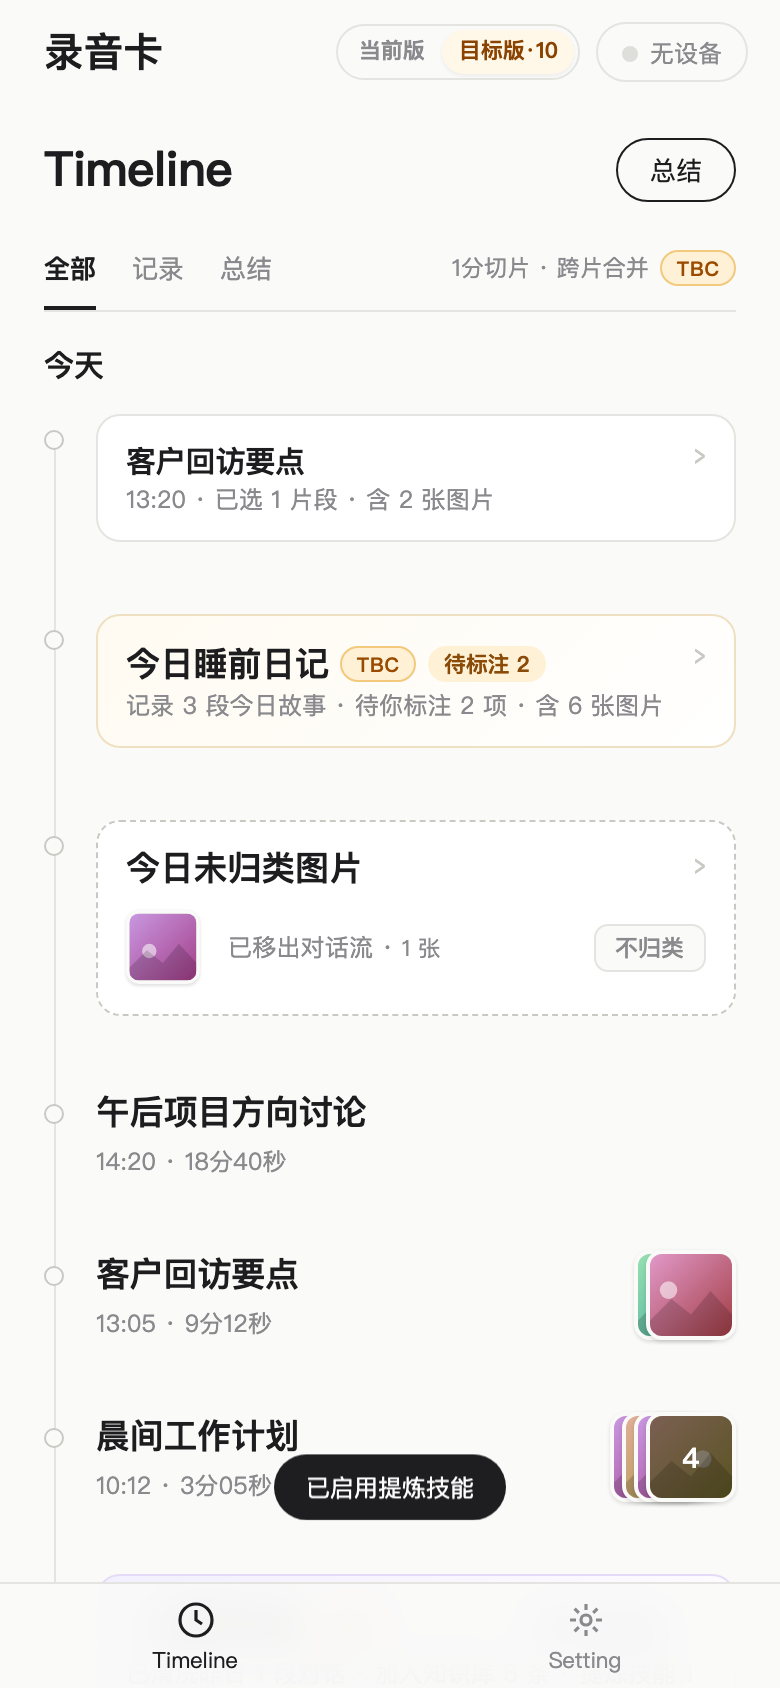 录音卡
当前版 目标版·10 无设备
Timeline 总结
全部 记录 总结 1分切片 · 跨片合并 TBC
今天
客户回访要点
13:20 · 已选 1 片段 · 含 2 张图片
今日睡前日记 TBC 待标注 2
记录 3 段今日故事 · 待你标注 2 项 · 含 6 张图片
今日未归类图片
已移出对话流 · 1 张 不归类
午后项目方向讨论
14:20 · 18分40秒
客户回访要点
13:05 · 9分12秒
晨间工作计划
4
10:12 · 3分05秒
已启用提炼技能
Timeline Setting